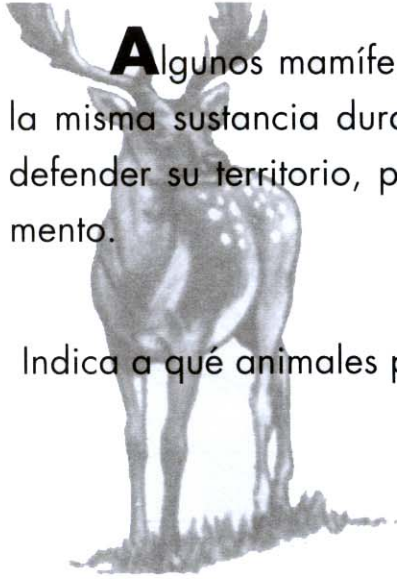 Algunos mamífe
la misma sustancia dura
defender su territorio, p
mento.
Indica a qué animales p